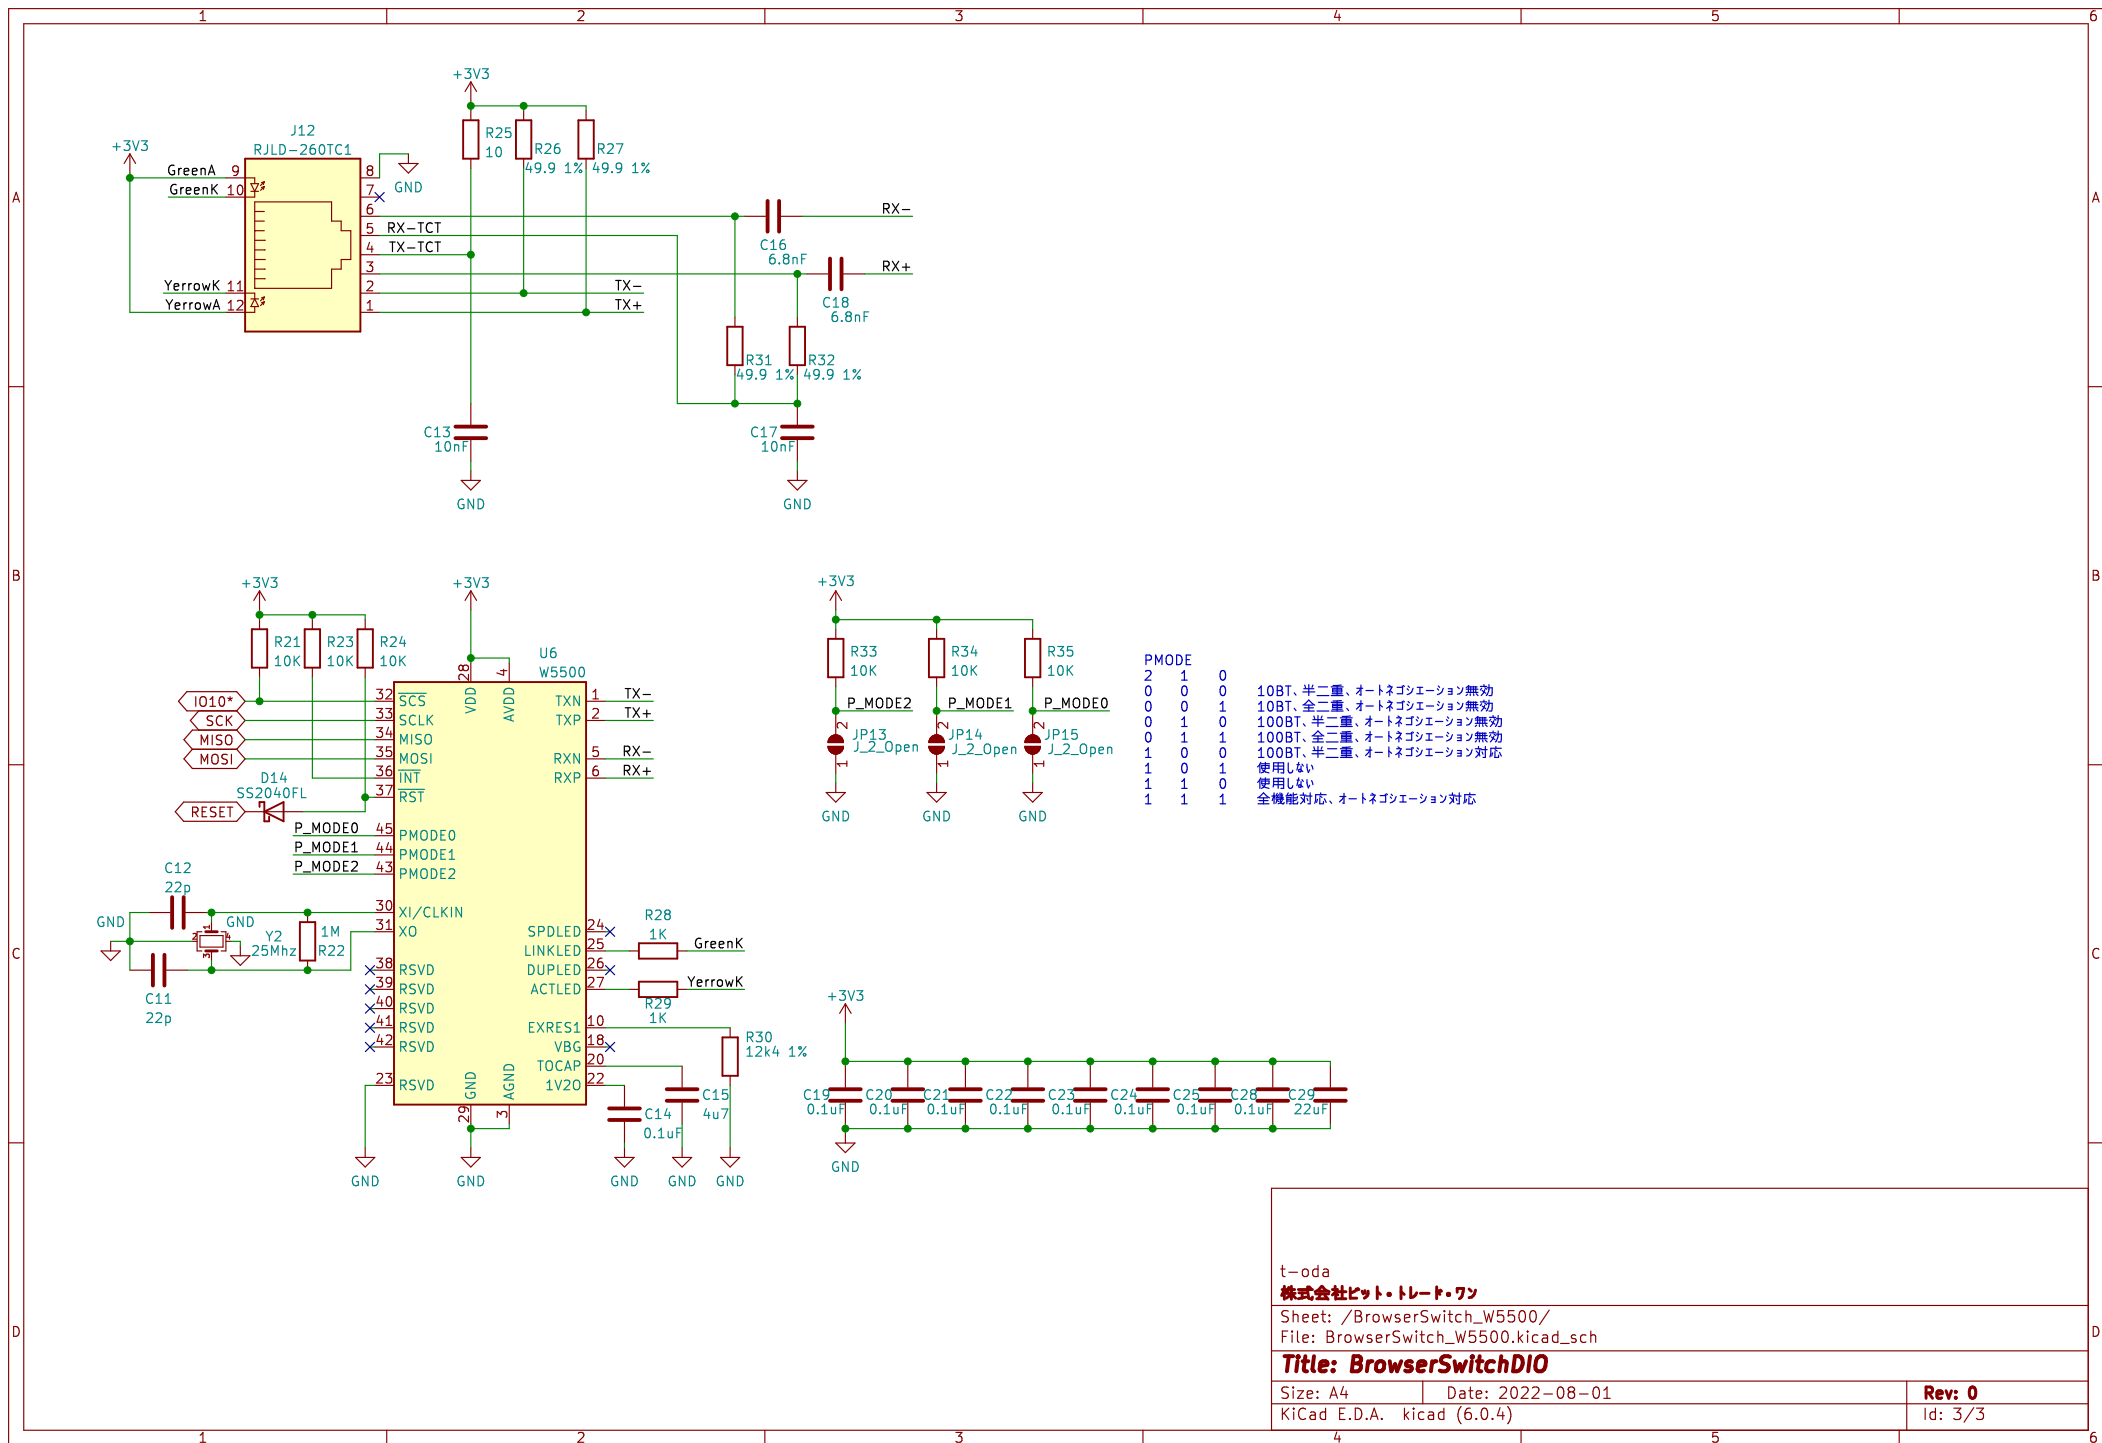 1 2 3 4 5 6
A A
B B
C C
D D
1 2 3 4 5 6
+3V3
J12
RJLD-260TC1
+3V3
GreenA 9
GreenK 10
YerrowK 11
YerrowA 12
8
7
6
5 RX-TCT
4 TX-TCT
3
2
1
GND
R25
10
R26
49.9 1%
R27
49.9 1%
TX-
TX+
C16
6.8nF
RX-
C18
6.8nF
RX+
R31
49.9 1%
R32
49.9 1%
C13
10nF
GND
C17
10nF
GND
+3V3
R21
10K
R23
10K
R24
10K
+3V3
U6
W5500
28 VDD
4 AVDD
IO10* 32 SCS
SCK 33 SCLK
MISO 34 MISO
MOSI 35 MOSI
36 INT
37 RST
D14
SS2040FL
RESET
P_MODE0 45 PMODE0
P_MODE1 44 PMODE1
P_MODE2 43 PMODE2
30 XI/CLKIN
31 XO
38 RSVD
39 RSVD
40 RSVD
41 RSVD
42 RSVD
23 RSVD
C12
22p
GND
GND
1
2
3
4
Y2
25Mhz
1M
R22
C11
22p
TXN 1 TX-
TXP 2 TX+
RXN 5 RX-
RXP 6 RX+
SPDLED 24
LINKLED 25
DUPLED 26
ACTLED 27
EXRES1 10
VBG 18
TOCAP 20
1V2O 22
GND 29
AGND 3
R28
1K
GreenK
YerrowK
R29
1K
R30
12k4 1%
C15
4u7
C14
0.1uF
GND GND GND GND GND
+3V3
R33
10K
R34
10K
R35
10K
P_MODE2 P_MODE1 P_MODE0
2 2 2
JP13
J_2_Open
JP14
J_2_Open
JP15
J_2_Open
1 1 1
GND GND GND
PMODE
2 1 0
0 0 0 10BT、半二重、オートネゴシエーション無効
0 0 1 10BT、全二重、オートネゴシエーション無効
0 1 0 100BT、半二重、オートネゴシエーション無効
0 1 1 100BT、全二重、オートネゴシエーション無効
1 0 0 100BT、半二重、オートネゴシエーション対応
1 0 1 使用しない
1 1 0 使用しない
1 1 1 全機能対応、オートネゴシエーション対応
+3V3
C19 C20 C21 C22 C23 C24 C25 C28 C29
0.1uF 0.1uF 0.1uF 0.1uF 0.1uF 0.1uF 0.1uF 0.1uF 22uF
GND
t-oda
株式会社ビット・トレード・ワン
Sheet: /BrowserSwitch_W5500/
File: BrowserSwitch_W5500.kicad_sch
Title: BrowserSwitchDIO
Size: A4 Date: 2022-08-01 Rev: 0
KiCad E.D.A. kicad (6.0.4) Id: 3/3